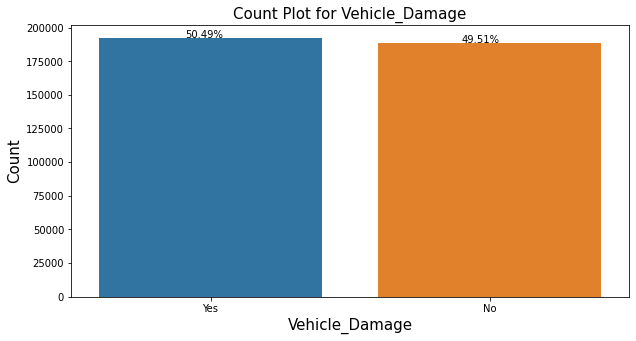 Count Plot for Vehicle_Damage
50.49%
49.51%
200000
175000
150000
125000
100000
75000
50000
25000
0
Count
Yes
No
Vehicle_Damage